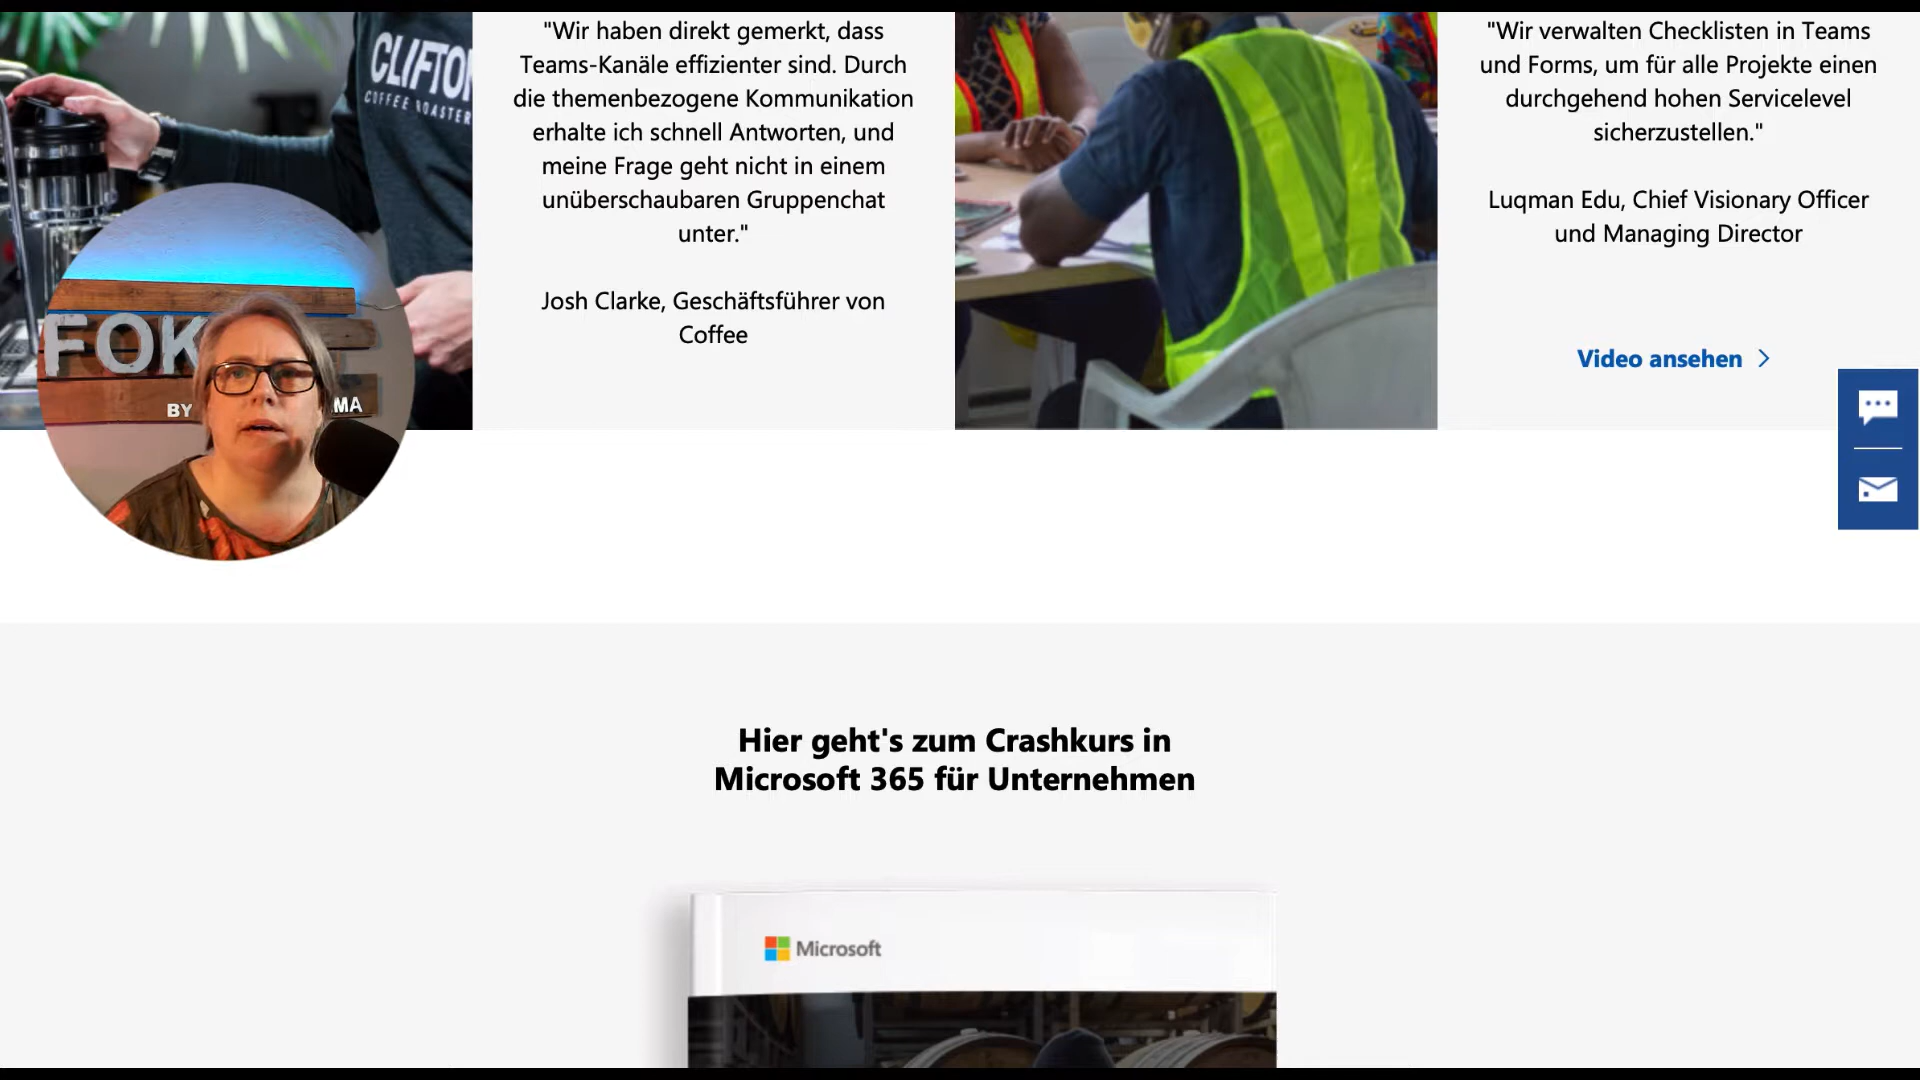 CLIFTON
COFFEE ROASTERS
"Wir haben direkt gemerkt, dass
Teams-Kanäle effizienter sind. Durch
die themenbezogene Kommunikation
erhalte ich schnell Antworten, und
meine Frage geht nicht in einem
unüberschaubaren Gruppenchat
unter."
Josh Clarke, Geschäftsführer von
Coffee
"Wir verwalten Checklisten in Teams
und Forms, um für alle Projekte einen
durchgehend hohen Servicelevel
sicherzustellen."
Luqman Edu, Chief Visionary Officer
und Managing Director
Video ansehen
FOK
BY MA
Hier geht's zum Crashkurs in
Microsoft 365 für Unternehmen
Microsoft